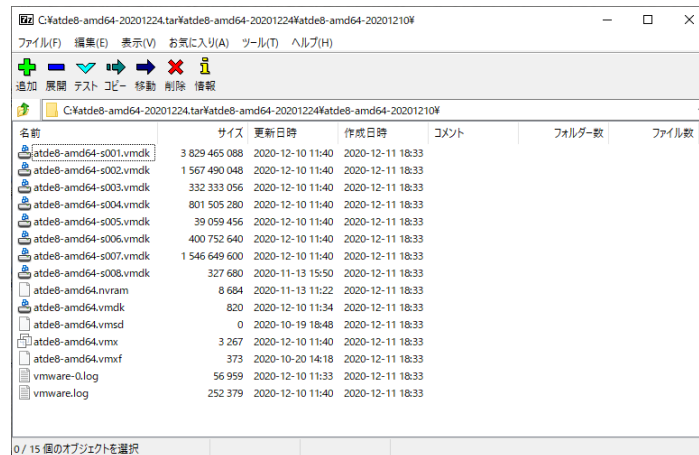 C:¥atde8-amd64-20201224.tar¥atde8-amd64-20201224¥atde8-amd64-20201210¥
ファイル(F) 編集(E) 表示(V) お気に入り(A) ツール(T) ヘルプ(H)
追加 展開 テスト コピー 移動 削除 情報
C:¥atde8-amd64-20201224.tar¥atde8-amd64-20201224¥atde8-amd64-20201210¥
名前 サイズ 更新日時 作成日時 コメント フォルダー数 ファイル数
atde8-amd64-s001.vmdk 3 829 465 088 2020-12-10 11:40 2020-12-11 18:33
atde8-amd64-s002.vmdk 1 567 490 048 2020-12-10 11:40 2020-12-11 18:33
atde8-amd64-s003.vmdk 332 333 056 2020-12-10 11:40 2020-12-11 18:33
atde8-amd64-s004.vmdk 801 505 280 2020-12-10 11:40 2020-12-11 18:33
atde8-amd64-s005.vmdk 39 059 456 2020-12-10 11:40 2020-12-11 18:33
atde8-amd64-s006.vmdk 400 752 640 2020-12-10 11:40 2020-12-11 18:33
atde8-amd64-s007.vmdk 1 546 649 600 2020-12-10 11:40 2020-12-11 18:33
atde8-amd64-s008.vmdk 327 680 2020-11-13 15:50 2020-12-11 18:33
atde8-amd64.nvram 8 684 2020-11-13 11:22 2020-12-11 18:33
atde8-amd64.vmdk 820 2020-12-10 11:34 2020-12-11 18:33
atde8-amd64.vmsd 0 2020-10-19 18:48 2020-12-11 18:33
atde8-amd64.vmx 3 267 2020-12-10 11:40 2020-12-11 18:33
atde8-amd64.vmxf 373 2020-10-20 14:18 2020-12-11 18:33
vmware-0.log 56 959 2020-12-10 11:33 2020-12-11 18:33
vmware.log 252 379 2020-12-10 11:40 2020-12-11 18:33
0 / 15 個のオブジェクトを選択